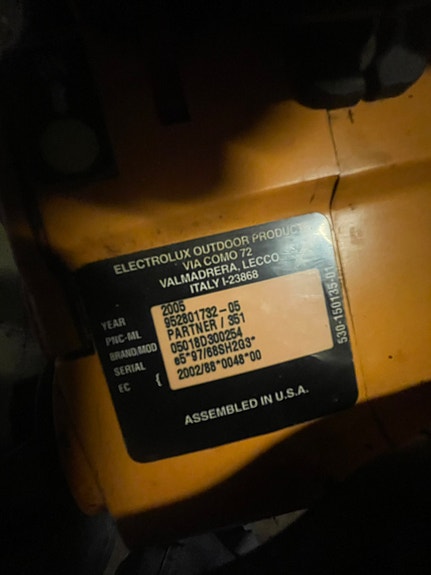 ELECTROLUX OUTDOOR PRODUCTS
VIA COMO 72
VALMADRERA, LECCO
ITALY I-23868
YEAR 2005
PNC-ML 952801732-05
BRAND/MOD PARTNER / 351
SERIAL 05018D300254
EC { 65*97/68SH2G3*
2002/88*0048*00
ASSEMBLED IN U.S.A.
530-150135-01